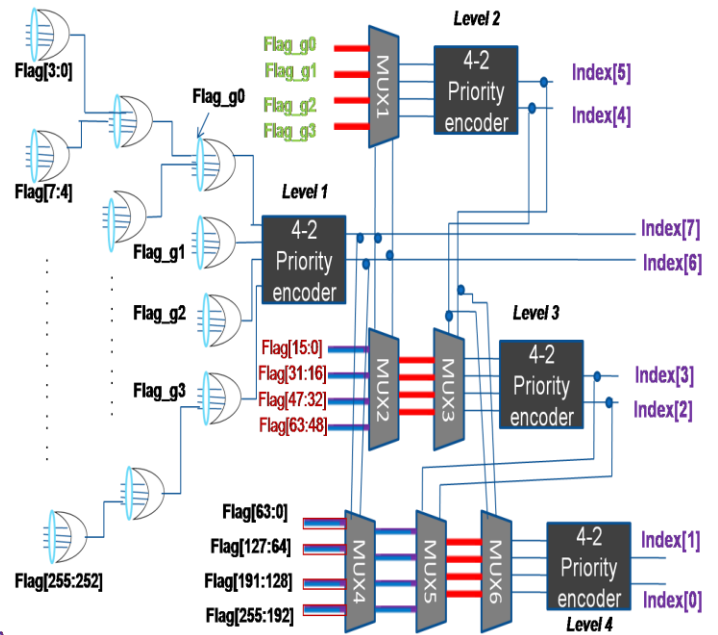 Level 2
Flag_g0
Flag_g1
Flag_g2
Flag_g3
MUX1
4-2
Priority
encoder
Index[5]
Index[4]
Flag[3:0]
Flag[7:4]
Flag_g0
Level 1
Flag_g1
Flag_g2
Flag_g3
4-2
Priority
encoder
Index[7]
Index[6]
Level 3
Flag[15:0]
Flag[31:16]
Flag[47:32]
Flag[63:48]
MUX2
MUX3
4-2
Priority
encoder
Index[3]
Index[2]
Flag[255:252]
Flag[63:0]
Flag[127:64]
Flag[191:128]
Flag[255:192]
MUX4
MUX5
MUX6
4-2
Priority
encoder
Index[1]
Index[0]
Level 4